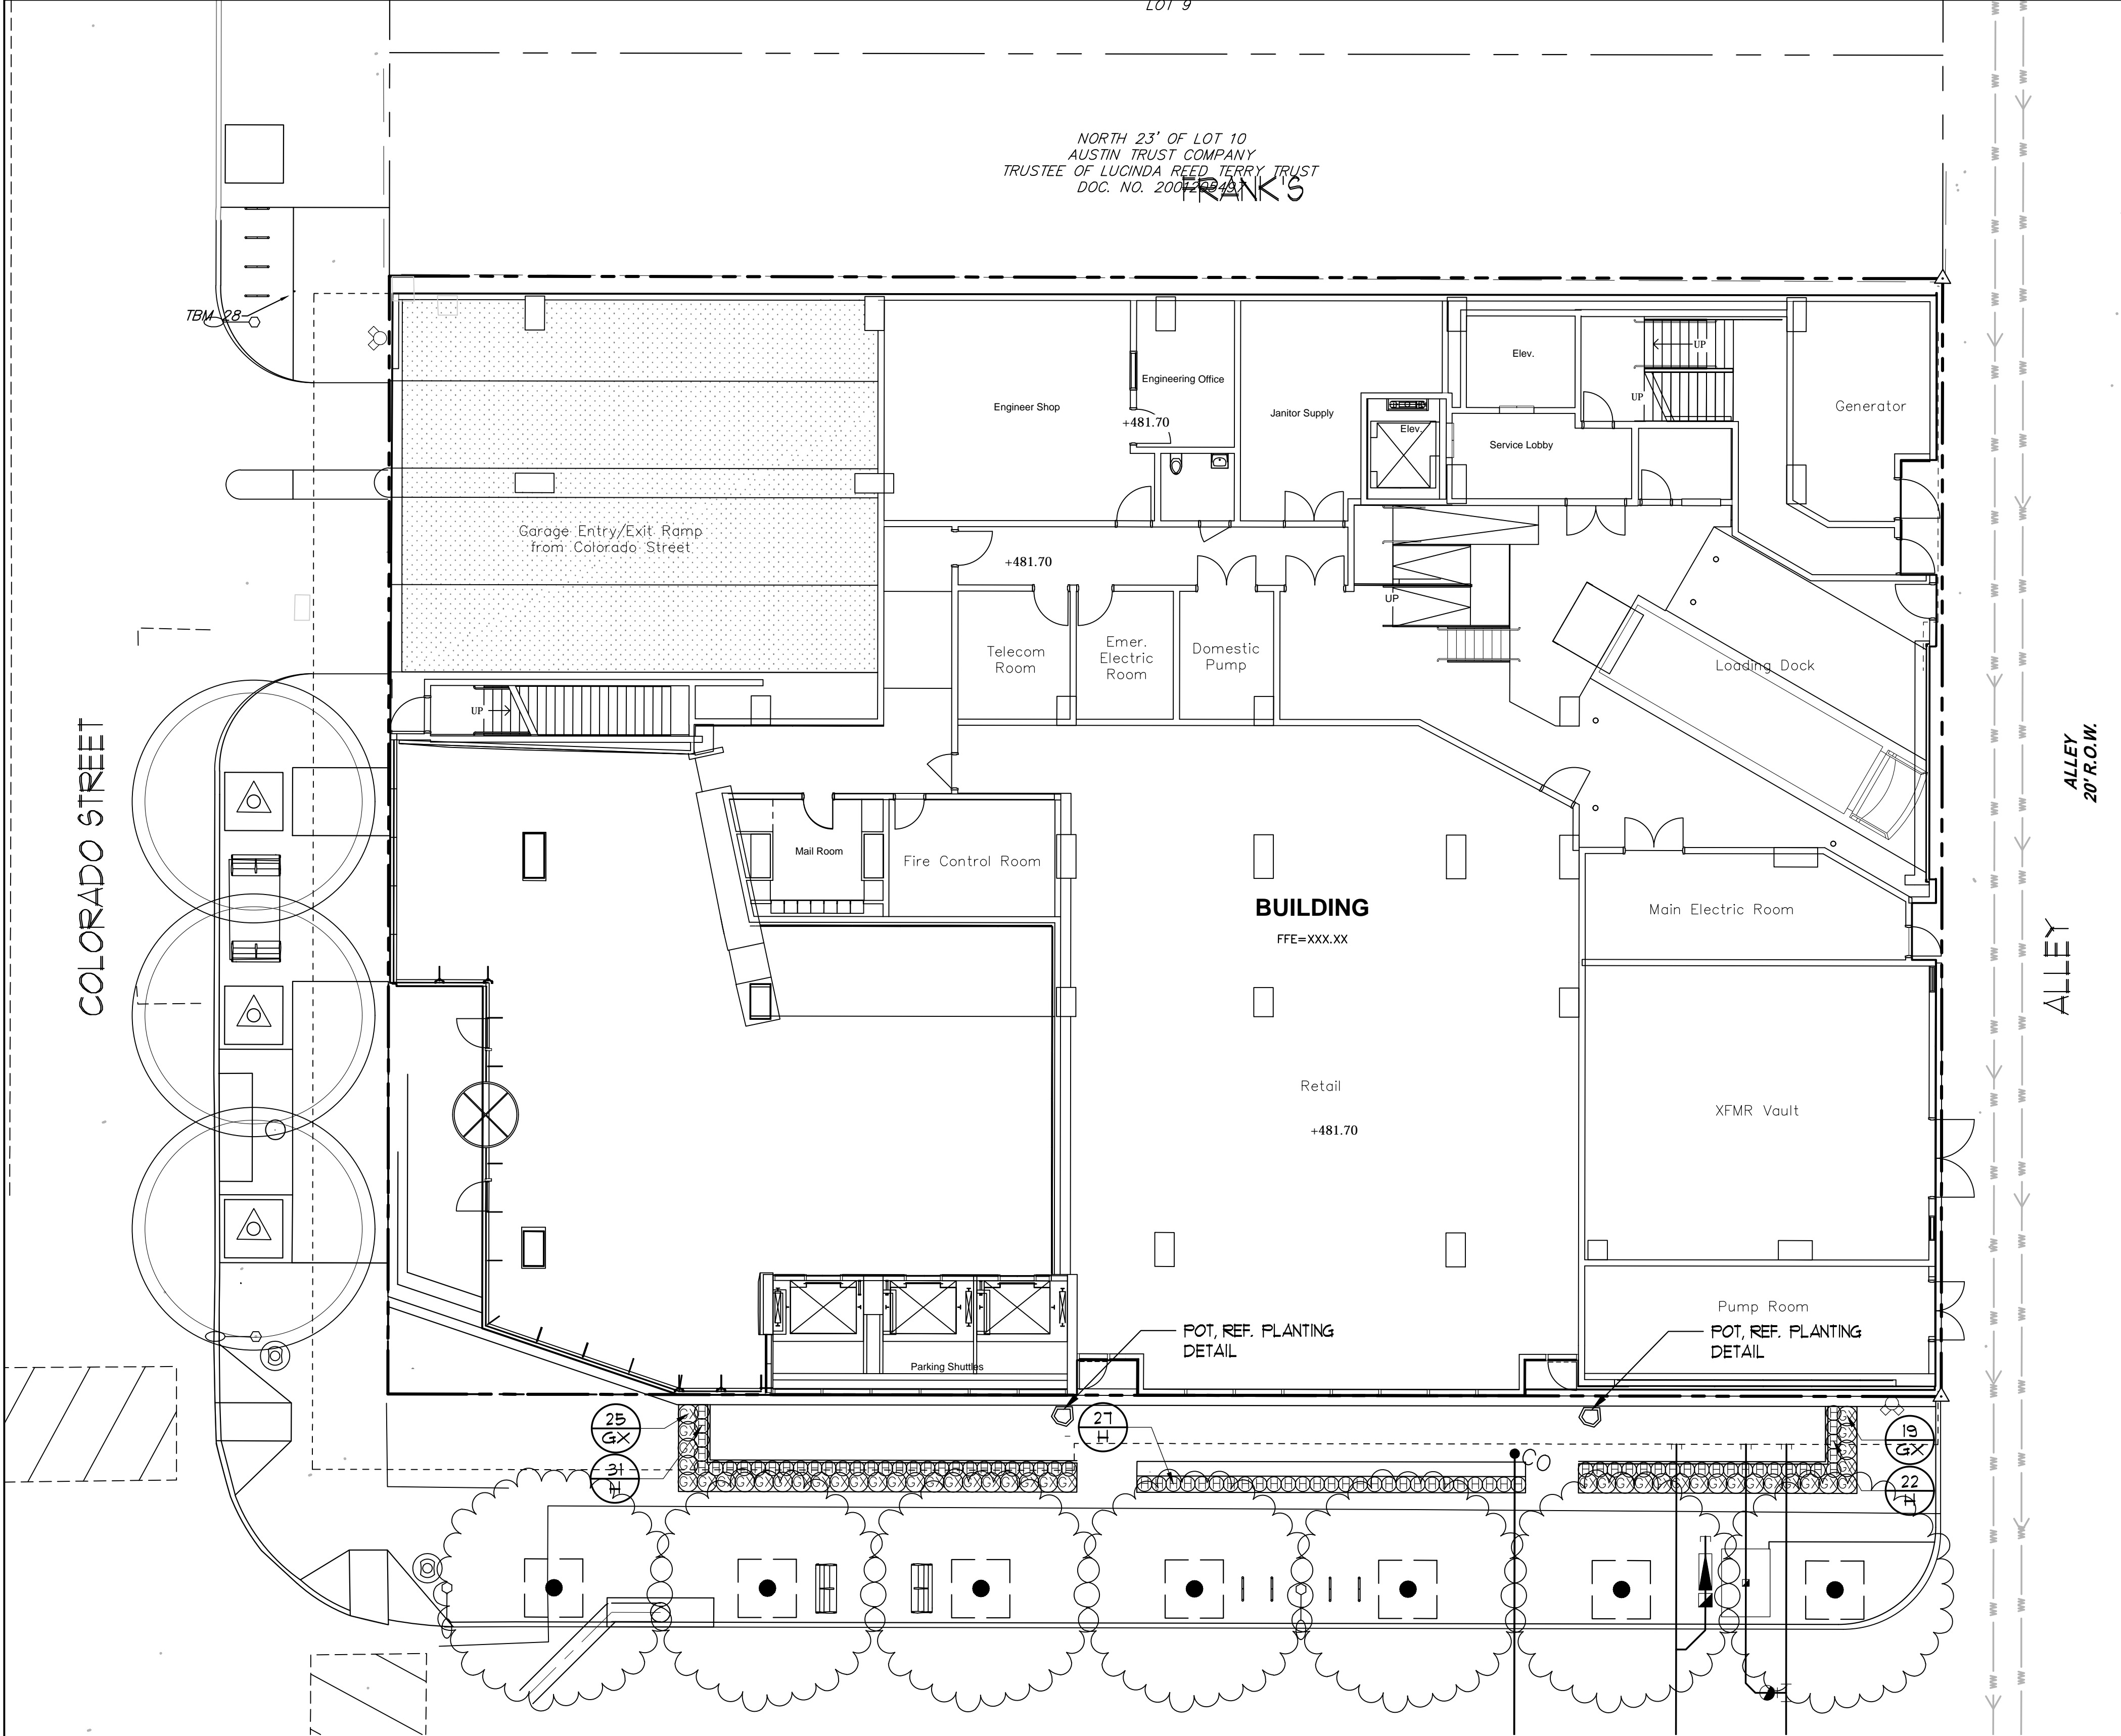 LOT 9
NORTH 23' OF LOT 10
AUSTIN TRUST COMPANY
TRUSTEE OF LUCINDA REED TERRY TRUST
DOC. NO. 2001205497
FRANK'S
TBM 28
Engineer Shop
Engineering Office
+481.70
Janitor Supply
Elev.
Elev.
Service Lobby
UP
UP
Generator
Garage Entry/Exit Ramp
from Colorado Street
+481.70
UP
Telecom
Room
Emer.
Electric
Room
Domestic
Pump
Loading Dock
UP
COLORADO STREET
ALLEY
20' R.O.W.
ALLEY
Mail Room
Fire Control Room
BUILDING
FFE=XXX.XX
Main Electric Room
Retail
+481.70
XFMR Vault
Pump Room
Parking Shuttles
POT, REF. PLANTING
DETAIL
POT, REF. PLANTING
DETAIL
25
GX
31
H
27
H
CO
19
GX
22
H